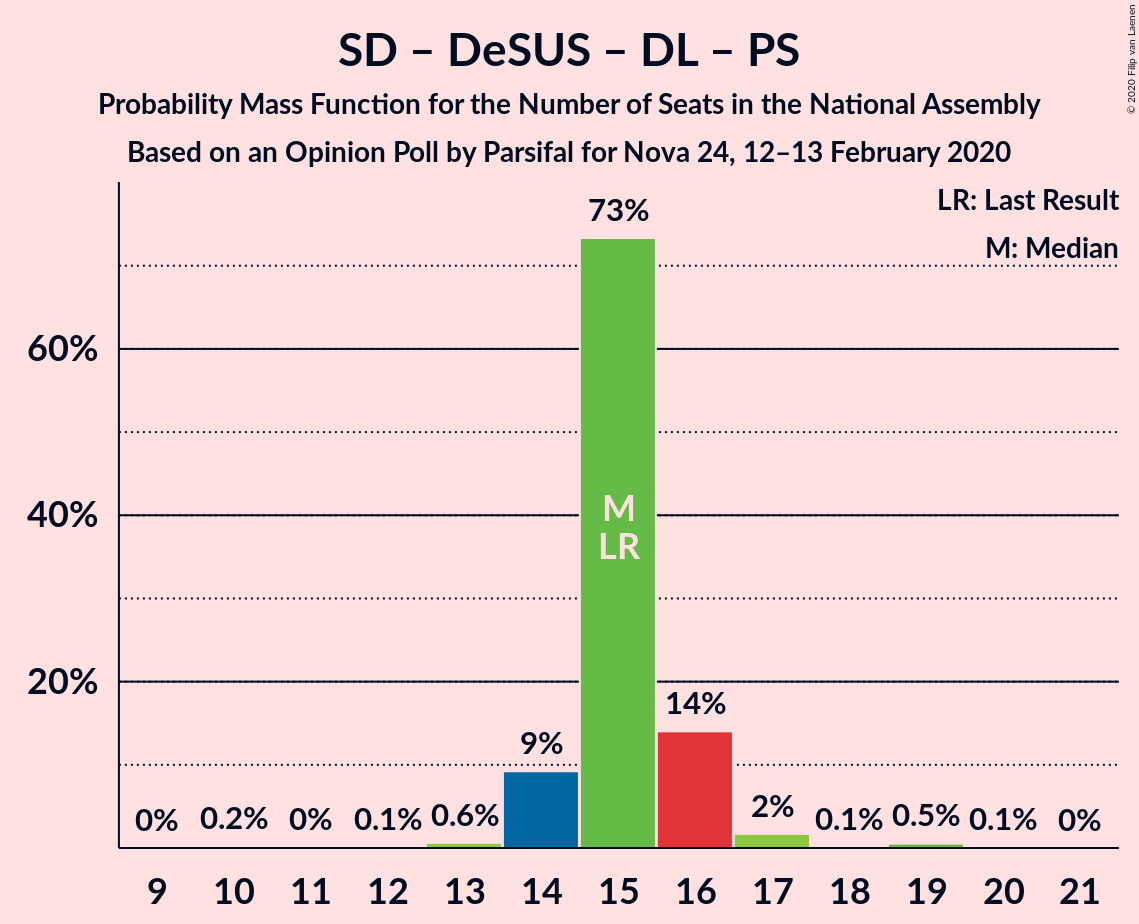 SD – DeSUS – DL – PS
Probability Mass Function for the Number of Seats in the National Assembly
Based on an Opinion Poll by Parsifal for Nova 24, 12–13 February 2020
© 2020 Filip van Laenen
LR: Last Result
M: Median
60%
40%
20%
0%
0.2%
0%
0.1%
0.6%
9%
73%
14%
2%
0.1%
0.5%
0.1%
0%
M
LR
9 10 11 12 13 14 15 16 17 18 19 20 21